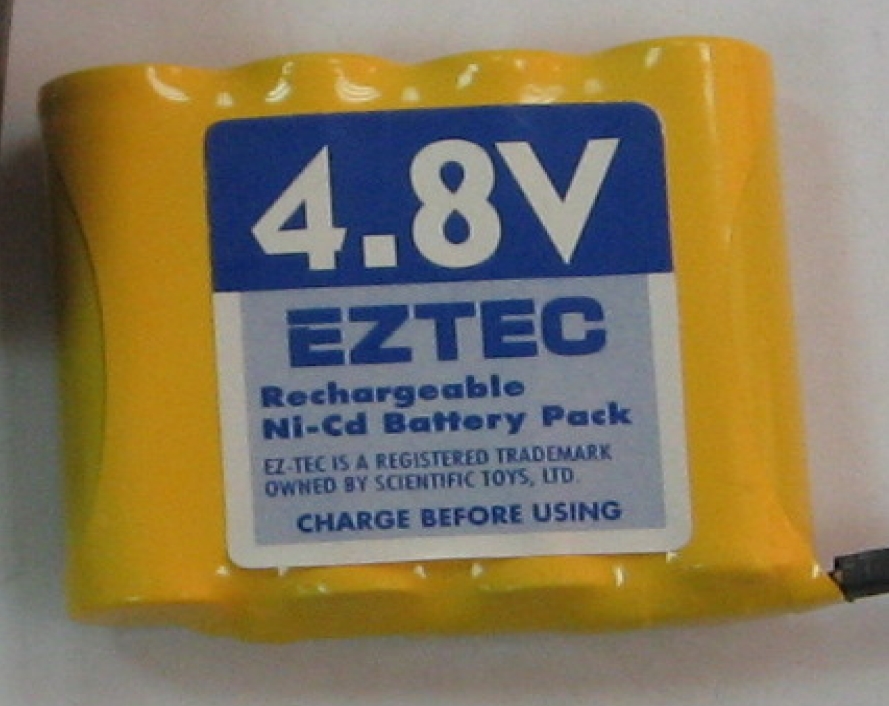 4.8V
EZTEC
Rechargeable
Ni-Cd Battery Pack
EZ-TEC IS A REGISTERED TRADEMARK
OWNED BY SCIENTIFIC TOYS, LTD.
CHARGE BEFORE USING